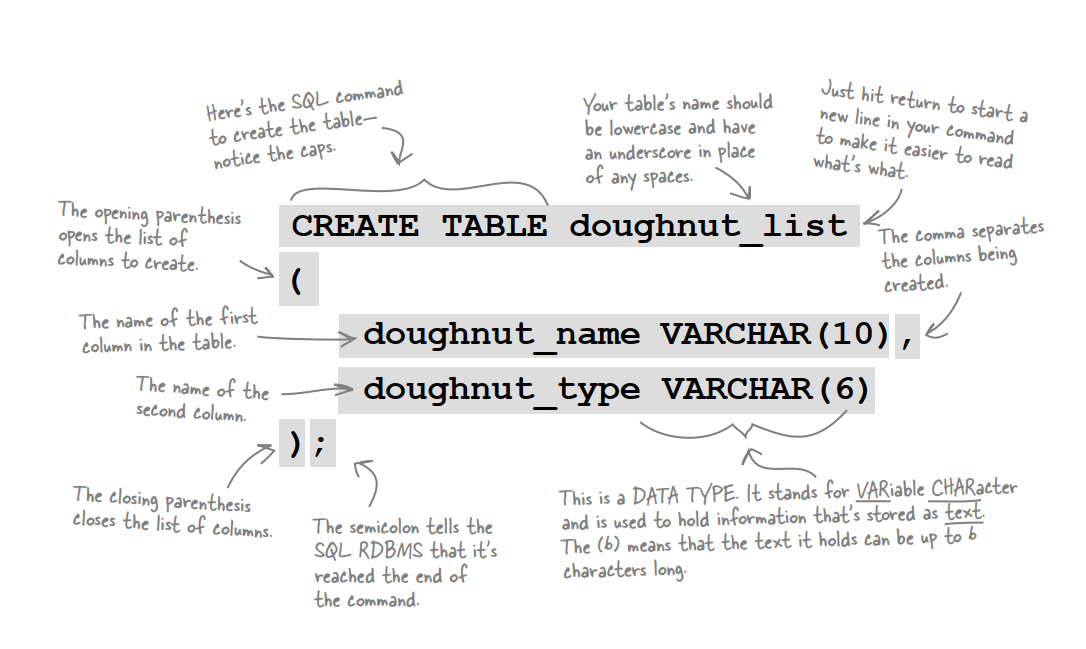 Here's the SQL command
to create the table—
notice the caps.
Your table's name should
be lowercase and have
an underscore in place
of any spaces.
Just hit return to start a
new line in your command
to make it easier to read
what's what.
The opening parenthesis
opens the list of
columns to create.
CREATE TABLE doughnut_list
The comma separates
the columns being
created.
(
The name of the first
column in the table.
doughnut_name VARCHAR(10),
The name of the
second column.
doughnut_type VARCHAR(6)
);
The closing parenthesis
closes the list of columns.
The semicolon tells the
SQL RDBMS that it's
reached the end of
the command.
This is a DATA TYPE. It stands for VARiable CHARacter
and is used to hold information that's stored as text.
The (6) means that the text it holds can be up to 6
characters long.